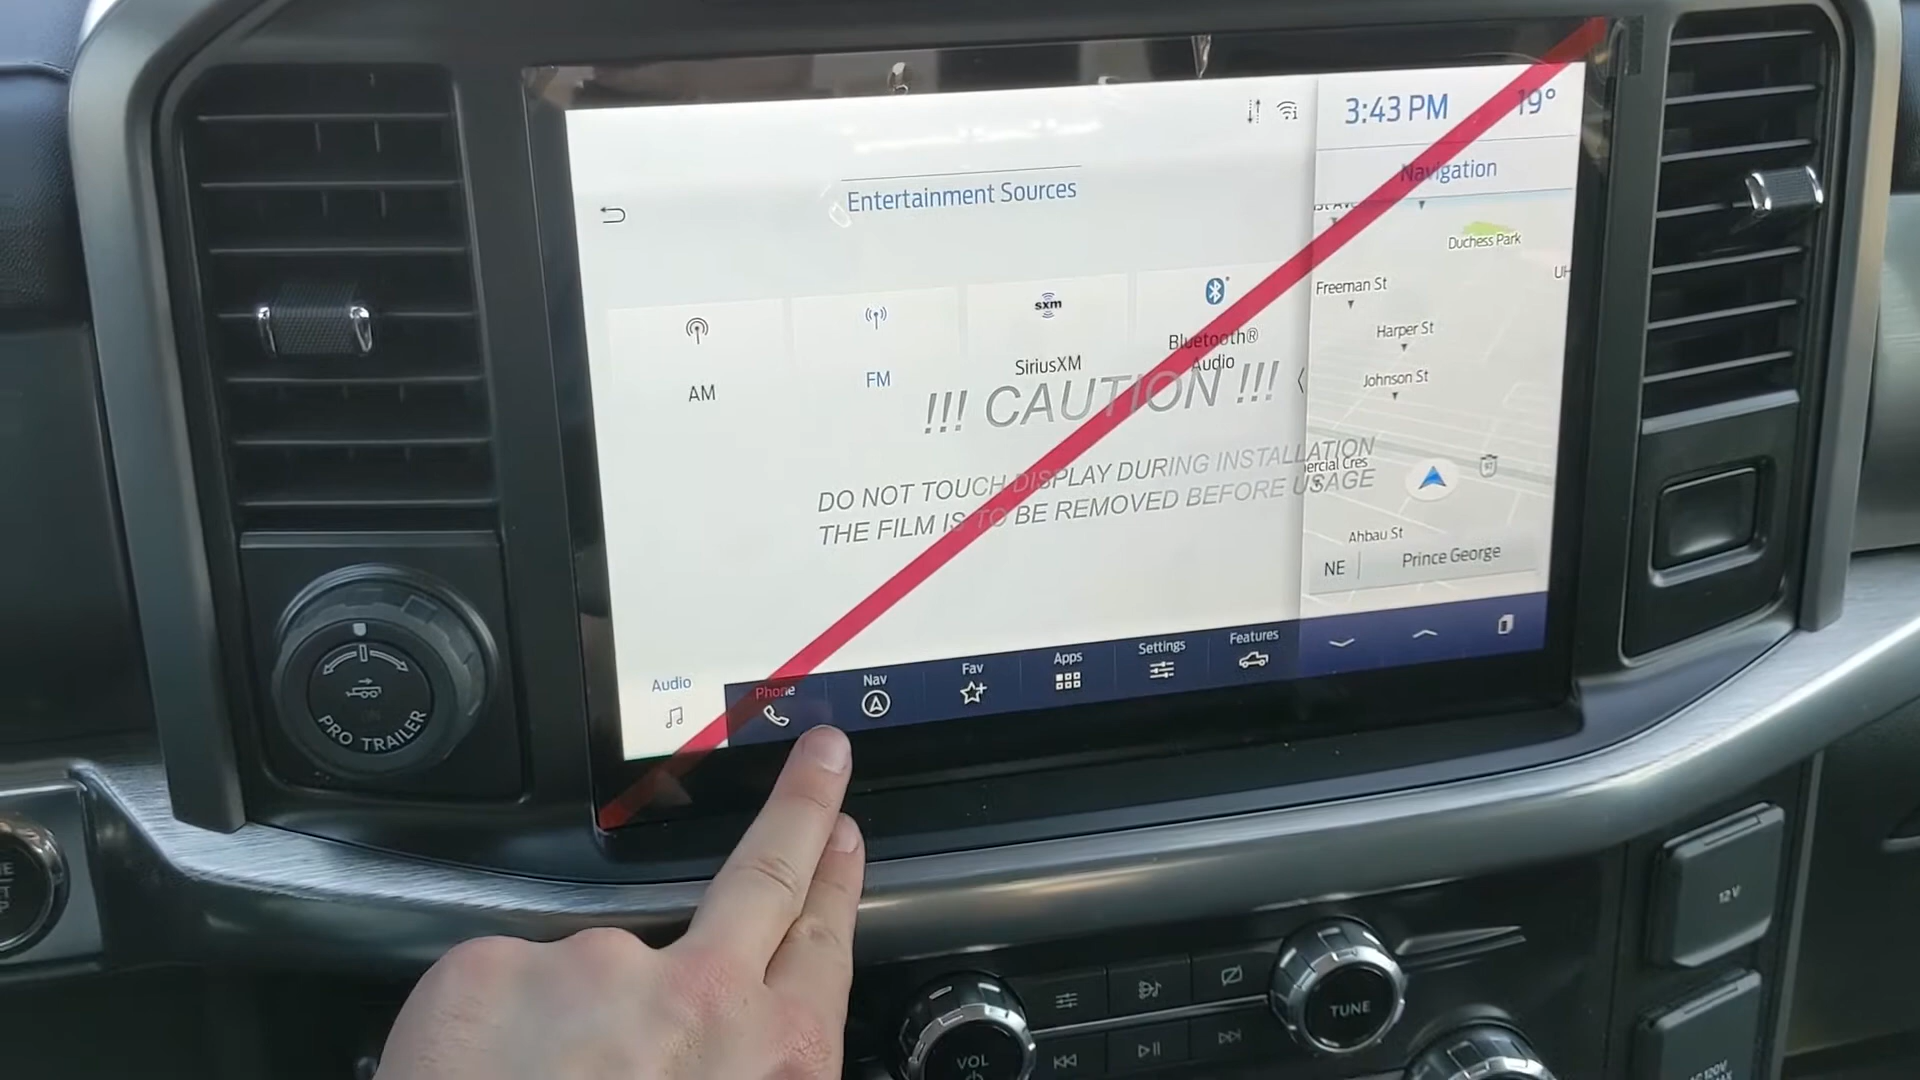 3:43 PM
19°
Entertainment Sources
Navigation
Duchess Park
Freeman St
Harper St
Johnson St
Ahbau St
NE
Prince George
AM
FM
sxm
SiriusXM
Bluetooth®
Audio
!!! CAUTION !!!
DO NOT TOUCH DISPLAY DURING INSTALLATION
THE FILM IS TO BE REMOVED BEFORE USAGE
Audio
Phone
Nav
Fav
Apps
Settings
Features
PRO TRAILER
VOL
TUNE
12V